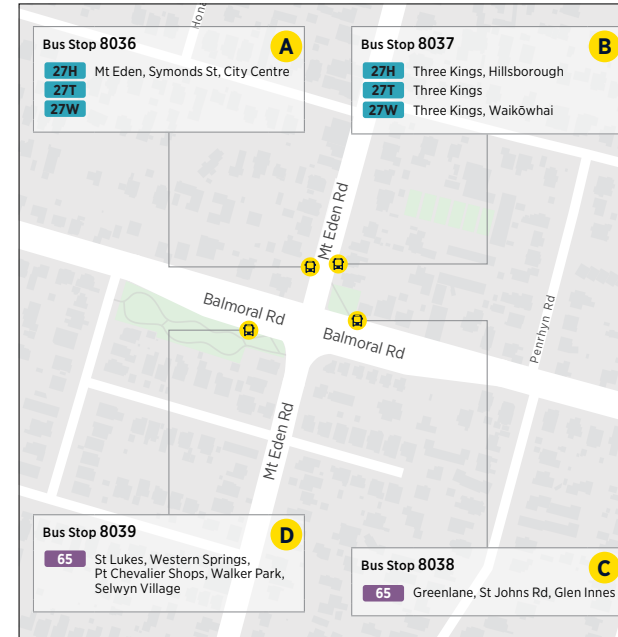 Hono
Bus Stop 8036
A
27H Mt Eden, Symonds St, City Centre
27T
27W
Bus Stop 8037
B
27H Three Kings, Hillsborough
27T Three Kings
27W Three Kings, Waikōwhai
Mt Eden Rd
Balmoral Rd
Balmoral Rd
Penrhyn Rd
Mt Eden Rd
Bus Stop 8039
D
65 St Lukes, Western Springs,
Pt Chevalier Shops, Walker Park,
Selwyn Village
Bus Stop 8038
C
65 Greenlane, St Johns Rd, Glen Innes